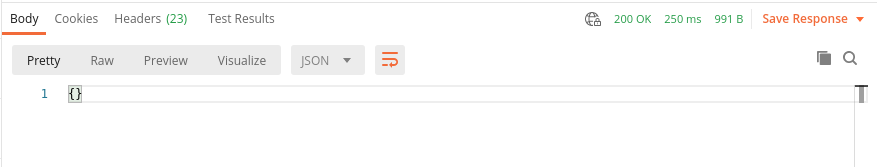 Body Cookies Headers (23) Test Results 200 OK 250 ms 991 B Save Response
Pretty Raw Preview Visualize JSON
1 {}